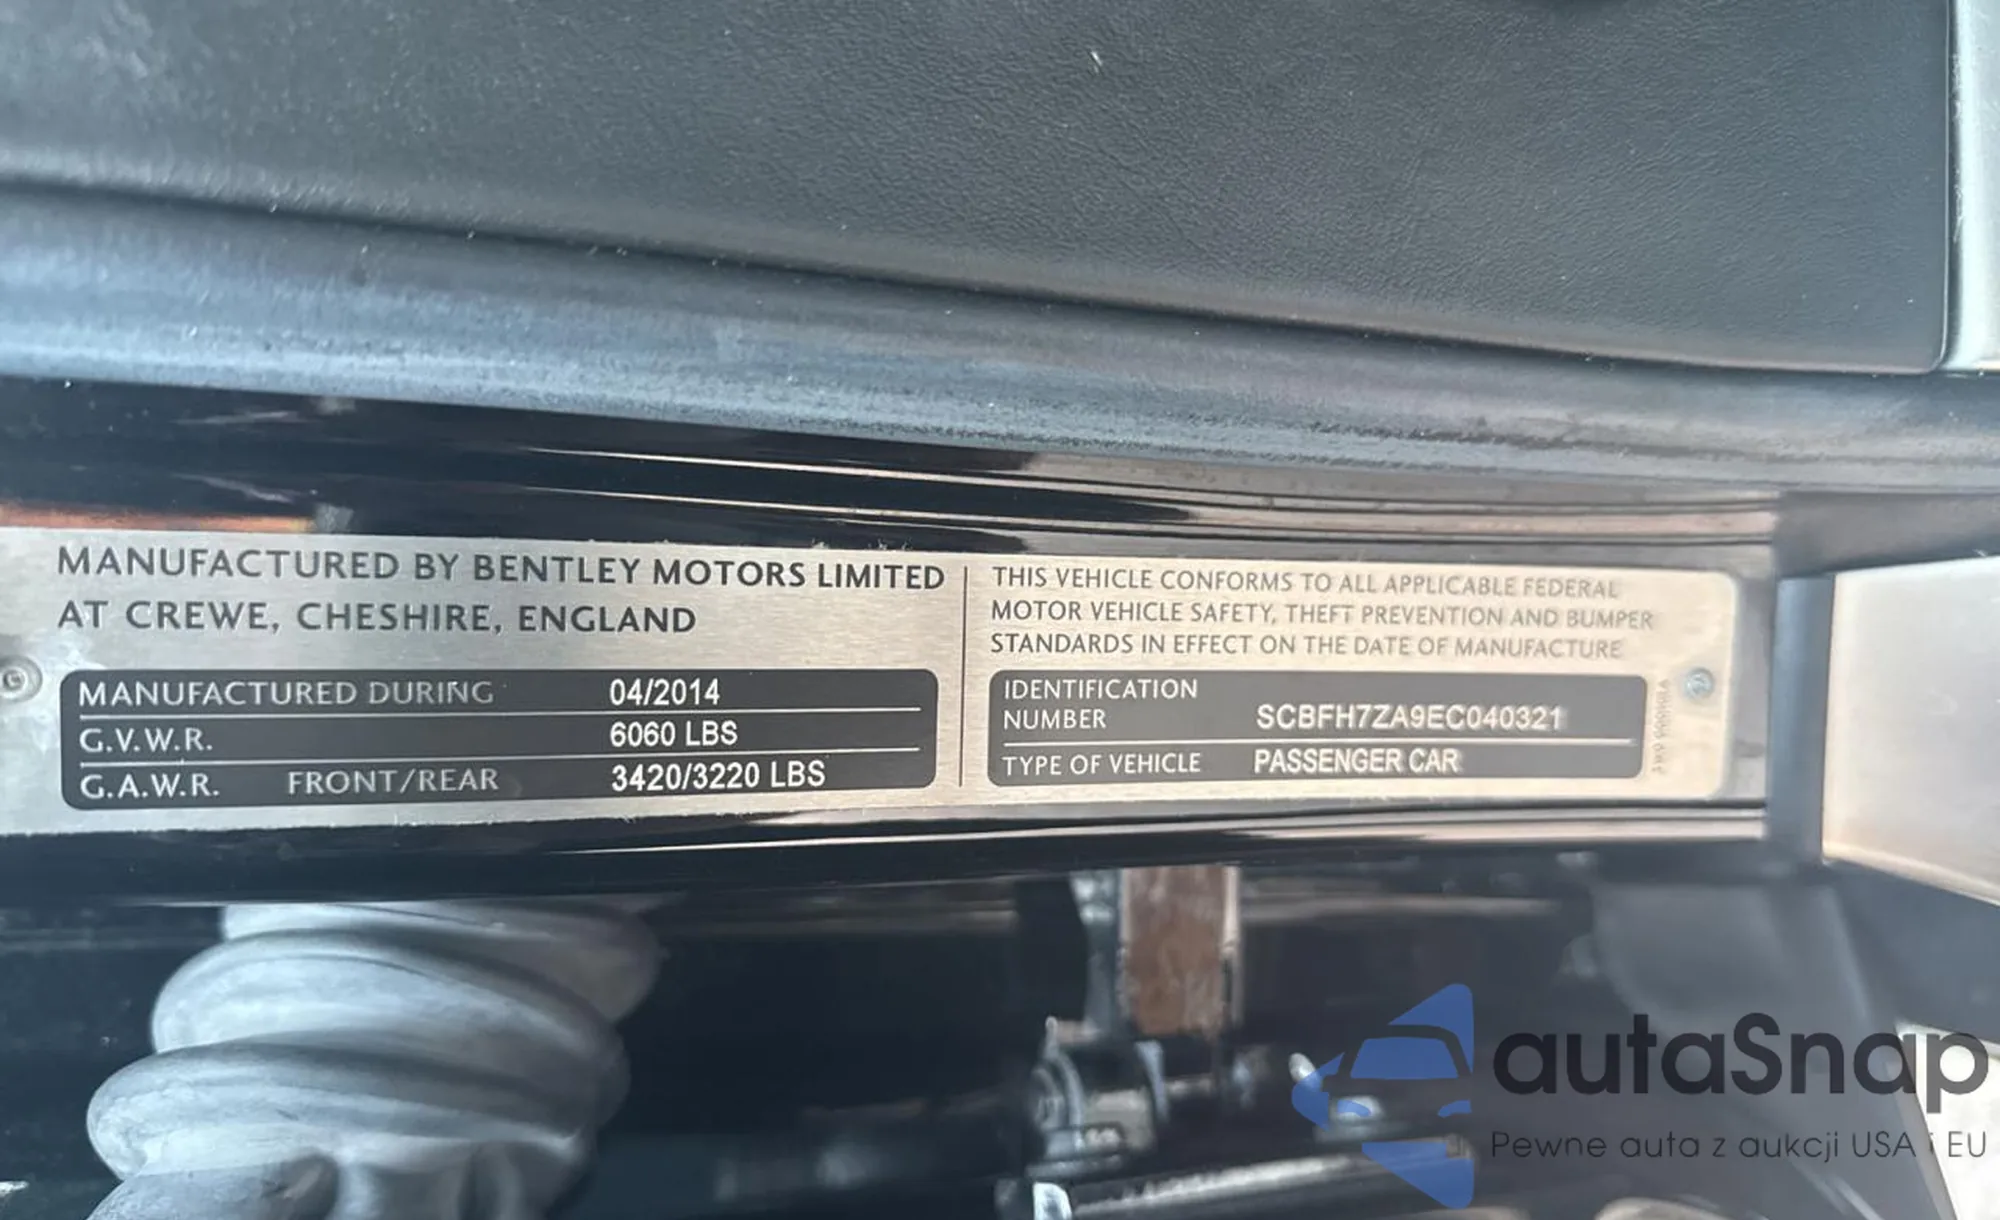 MANUFACTURED BY BENTLEY MOTORS LIMITED
AT CREWE, CHESHIRE, ENGLAND
MANUFACTURED DURING 04/2014
G.V.W.R. 6060 LBS
G.A.W.R. FRONT/REAR 3420/3220 LBS
THIS VEHICLE CONFORMS TO ALL APPLICABLE FEDERAL
MOTOR VEHICLE SAFETY, THEFT PREVENTION AND BUMPER
STANDARDS IN EFFECT ON THE DATE OF MANUFACTURE
IDENTIFICATION
NUMBER SCBFH7ZA9EC040321
TYPE OF VEHICLE PASSENGER CAR
autaSnap
Pewne auta z aukcji USA i EU